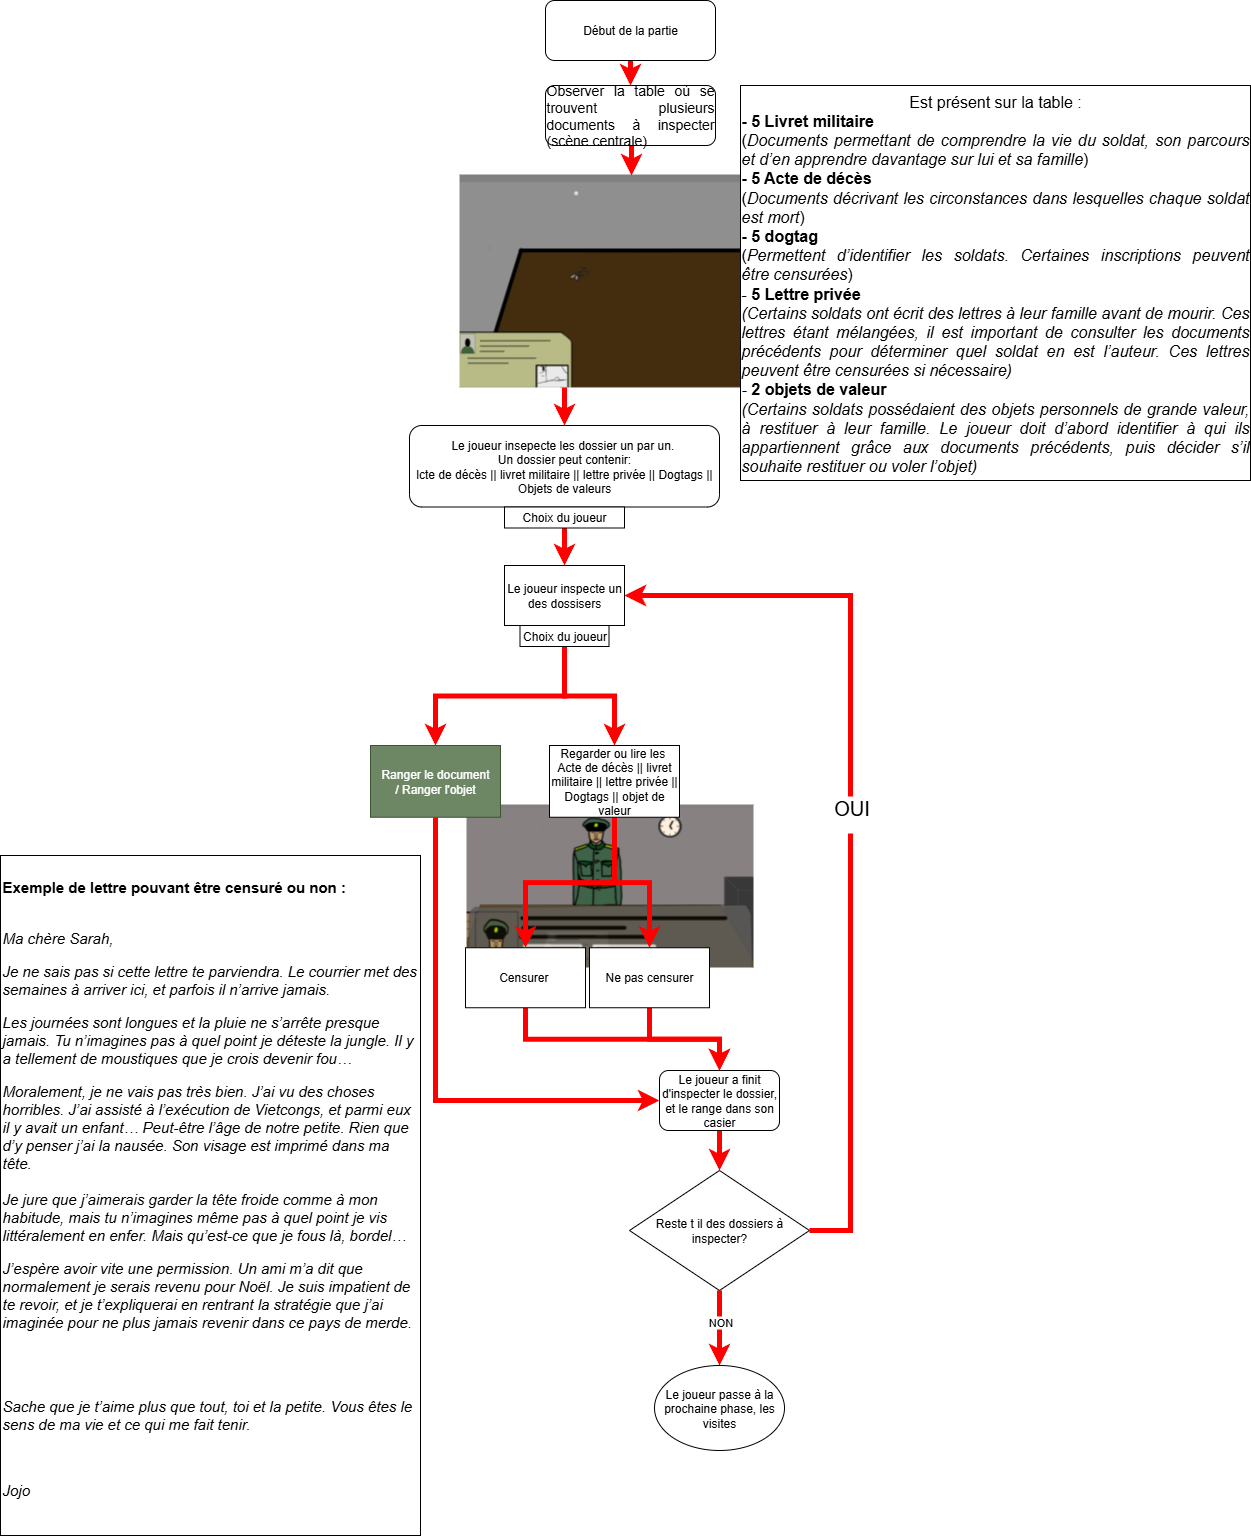 Début de la partie
Observer la table où se
trouvent plusieurs
documents à inspecter
(scène centrale)
Est présent sur la table :
- 5 Livret militaire
(Documents permettant de comprendre la vie du soldat, son parcours
et d’en apprendre davantage sur lui et sa famille)
- 5 Acte de décès
(Documents décrivant les circonstances dans lesquelles chaque soldat
est mort)
- 5 dogtag
(Permettent d’identifier les soldats. Certaines inscriptions peuvent
être censurées)
- 5 Lettre privée
(Certains soldats ont écrit des lettres à leur famille avant de mourir. Ces
lettres étant mélangées, il est important de consulter les documents
précédents pour déterminer quel soldat en est l’auteur. Ces lettres
peuvent être censurées si nécessaire)
- 2 objets de valeur
(Certains soldats possédaient des objets personnels de grande valeur,
à restituer à leur famille. Le joueur doit d’abord identifier à qui ils
appartiennent grâce aux documents précédents, puis décider s’il
souhaite restituer ou voler l’objet)
Le joueur insepecte les dossier un par un.
Un dossier peut contenir:
Icte de décès || livret militaire || lettre privée || Dogtags ||
Objets de valeurs
Choix du joueur
Le joueur inspecte un
des dossisers
Choix du joueur
Ranger le document
/ Ranger l'objet
Regarder ou lire les
Acte de décès || livret
militaire || lettre privée ||
Dogtags || objet de
valeur
OUI
Censurer
Ne pas censurer
Le joueur a finit
d'inspecter le dossier,
et le range dans son
casier
Reste t il des dossiers à
inspecter?
NON
Le joueur passe à la
prochaine phase, les
visites
Exemple de lettre pouvant être censuré ou non :
Ma chère Sarah,
Je ne sais pas si cette lettre te parviendra. Le courrier met des
semaines à arriver ici, et parfois il n’arrive jamais.
Les journées sont longues et la pluie ne s’arrête presque
jamais. Tu n’imagines pas à quel point je déteste la jungle. Il y
a tellement de moustiques que je crois devenir fou…
Moralement, je ne vais pas très bien. J’ai vu des choses
horribles. J’ai assisté à l’exécution de Vietcongs, et parmi eux
il y avait un enfant… Peut-être l’âge de notre petite. Rien que
d’y penser j’ai la nausée. Son visage est imprimé dans ma
tête.
Je jure que j’aimerais garder la tête froide comme à mon
habitude, mais tu n’imagines même pas à quel point je vis
littéralement en enfer. Mais qu’est-ce que je fous là, bordel…
J’espère avoir vite une permission. Un ami m’a dit que
normalement je serais revenu pour Noël. Je suis impatient de
te revoir, et je t’expliquerai en rentrant la stratégie que j’ai
imaginée pour ne plus jamais revenir dans ce pays de merde.
Sache que je t’aime plus que tout, toi et la petite. Vous êtes le
sens de ma vie et ce qui me fait tenir.
Jojo